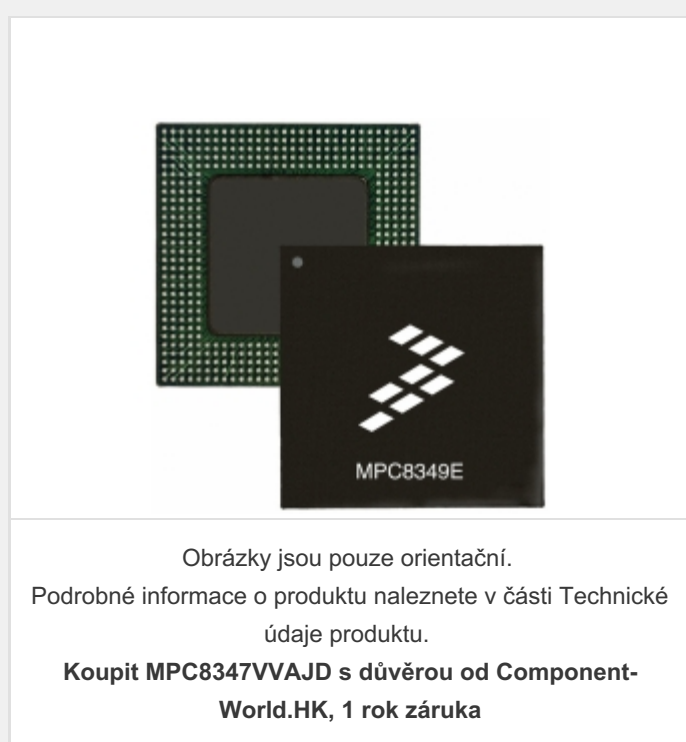 MPC8349E
Obrázky jsou pouze orientační.
Podrobné informace o produktu naleznete v části Technické
údaje produktu.
Koupit MPC8347VVAJD s důvěrou od Component-
World.HK, 1 rok záruka